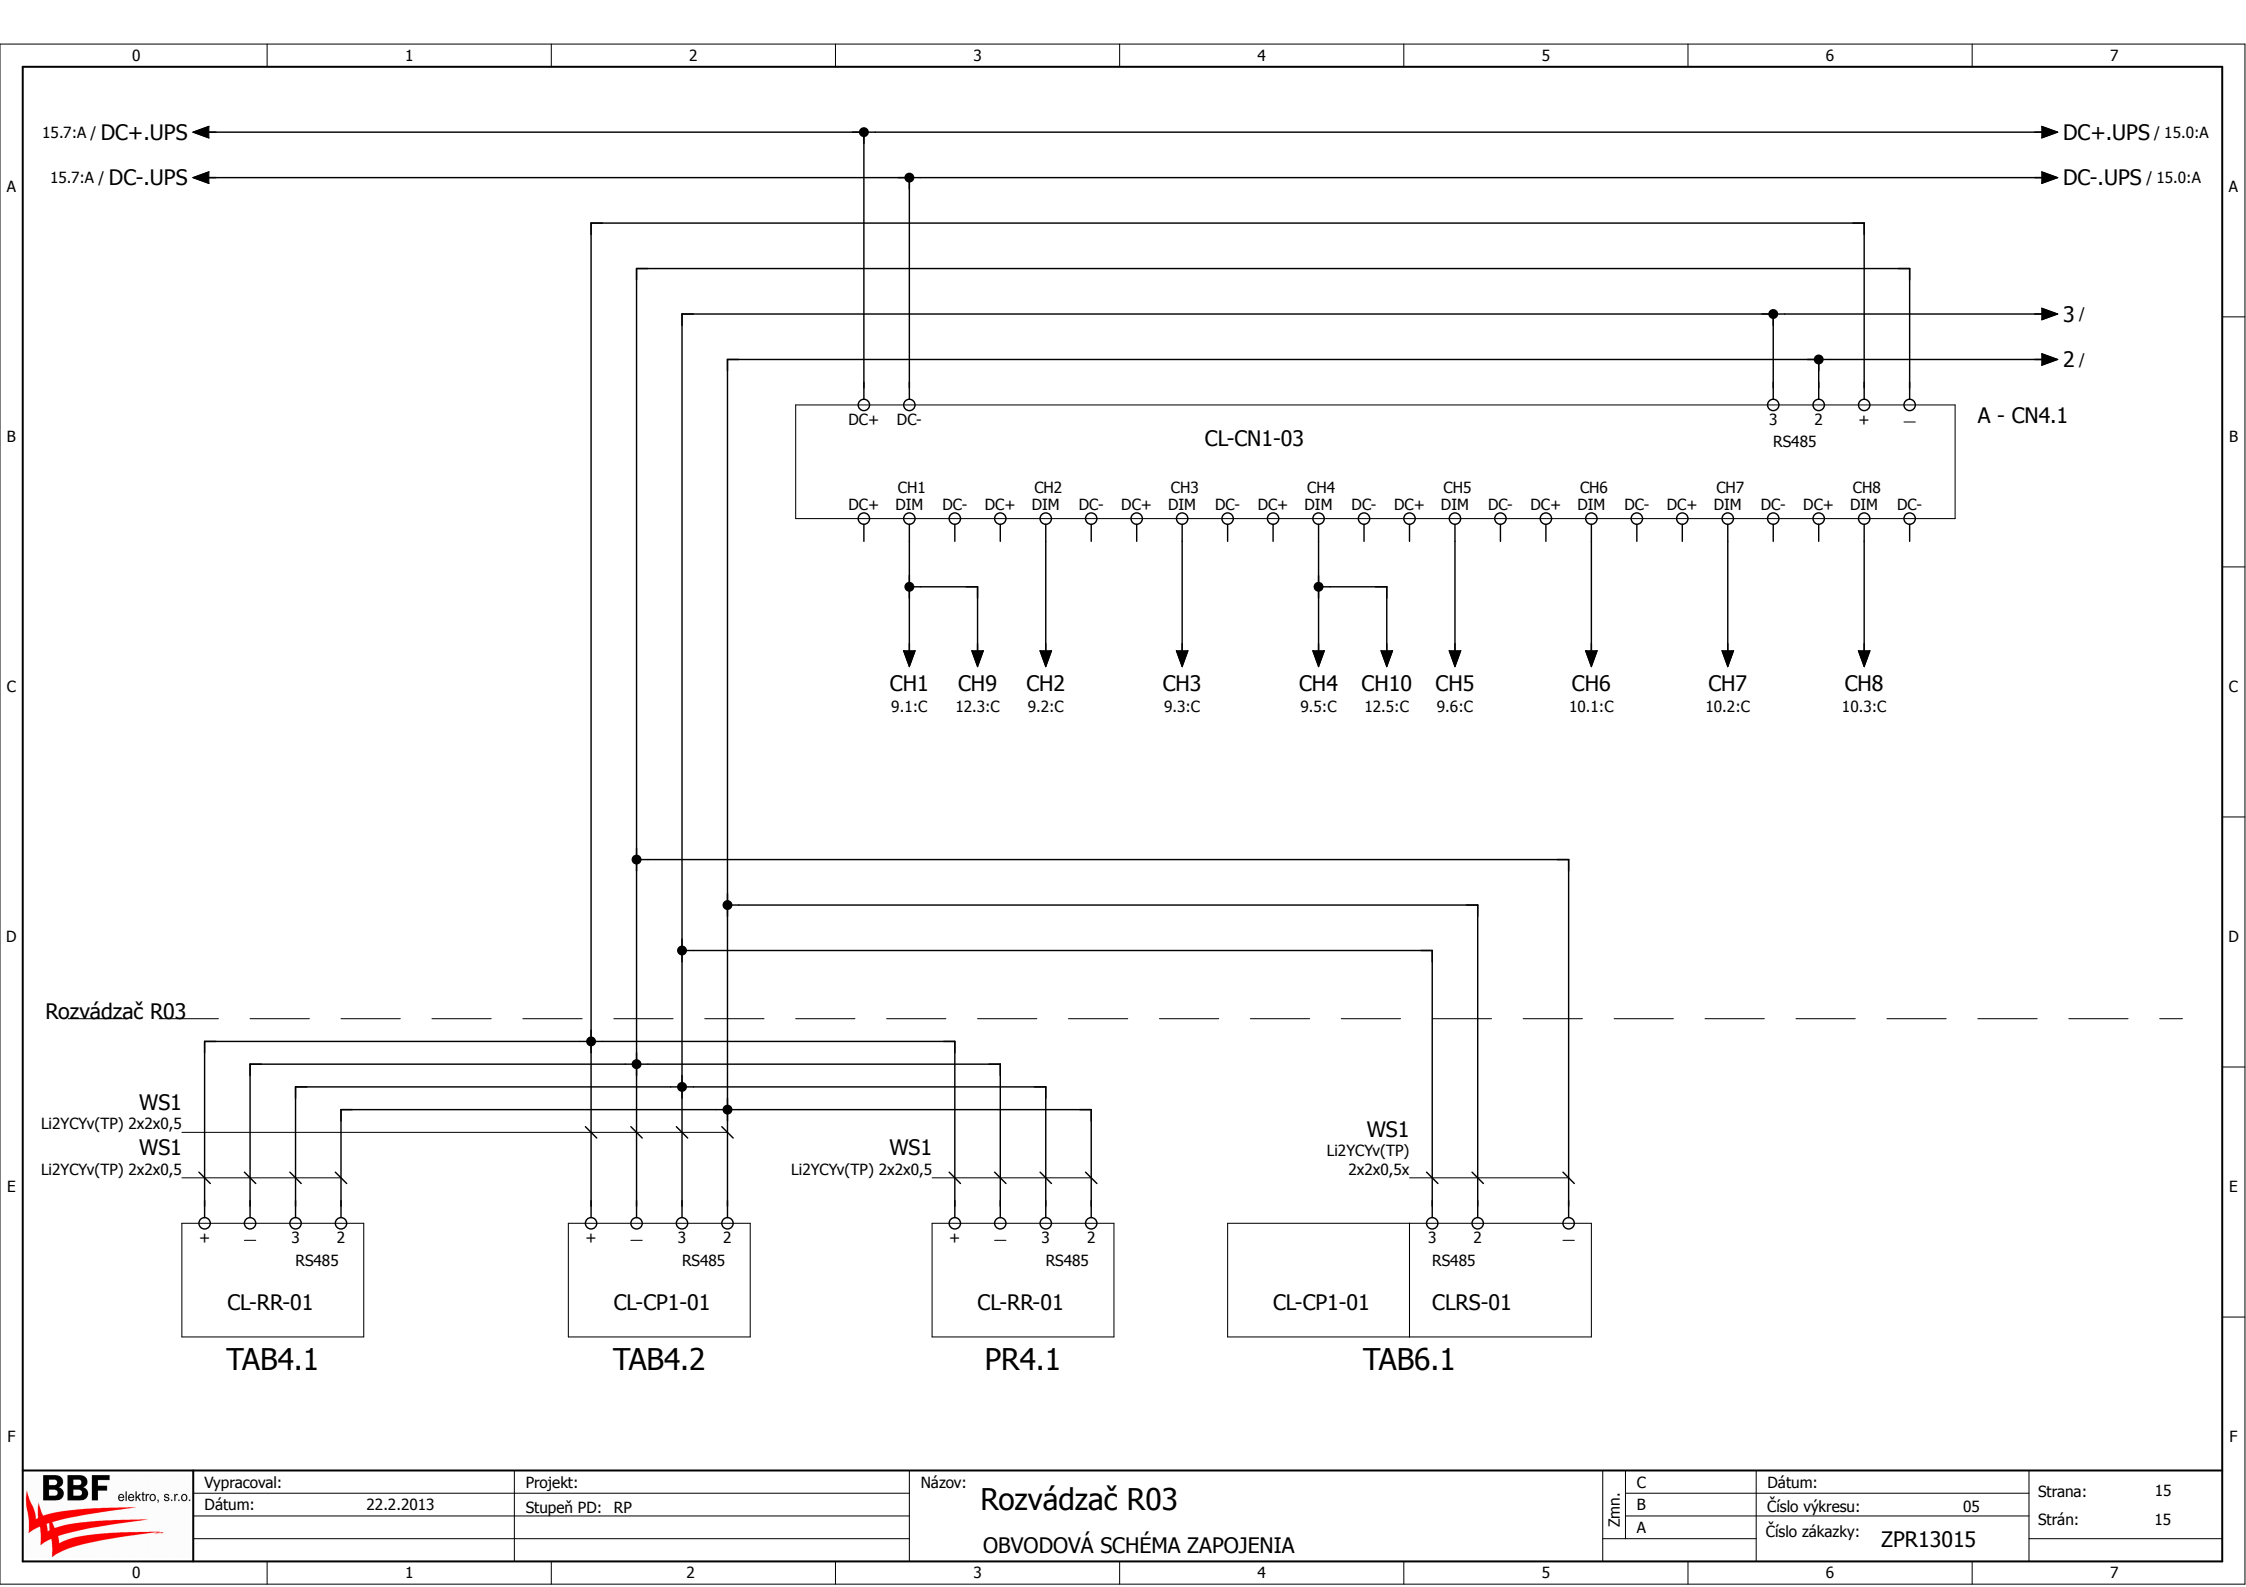 0 1 2 3 4 5 6 7
15.7:A / DC+.UPS DC+.UPS / 15.0:A
15.7:A / DC-.UPS DC-.UPS / 15.0:A
A A
3 /
2 /
DC+ DC- 3 2 + —
A - CN4.1
B CL-CN1-03 RS485 B
CH1 CH2 CH3 CH4 CH5 CH6 CH7 CH8
DC+ DIM DC- DC+ DIM DC- DC+ DIM DC- DC+ DIM DC- DC+ DIM DC- DC+ DIM DC- DC+ DIM DC- DC+ DIM DC-
C CH1 CH9 CH2 CH3 CH4 CH10 CH5 CH6 CH7 CH8 C
9.1:C 12.3:C 9.2:C 9.3:C 9.5:C 12.5:C 9.6:C 10.1:C 10.2:C 10.3:C
D D
Rozvádzač R03
WS1
Li2YCYv(TP) 2x2x0,5
WS1
Li2YCYv(TP) 2x2x0,5
WS1
Li2YCYv(TP) 2x2x0,5
WS1
Li2YCYv(TP)
2x2x0,5x
E E
+ — 3 2 + — 3 2 + — 3 2 3 2 —
RS485 RS485 RS485 RS485
CL-RR-01 CL-CP1-01 CL-RR-01 CL-CP1-01 CLRS-01
TAB4.1 TAB4.2 PR4.1 TAB6.1
F F
BBF elektro, s.r.o.
Vypracoval:
Dátum: 22.2.2013
Projekt:
Stupeň PD: RP
Názov: Rozvádzač R03
OBVODOVÁ SCHÉMA ZAPOJENIA
Zmn.
C
B
A
Dátum:
Číslo výkresu: 05
Číslo zákazky: ZPR13015
Strana: 15
Strán: 15
0 1 2 3 4 5 6 7